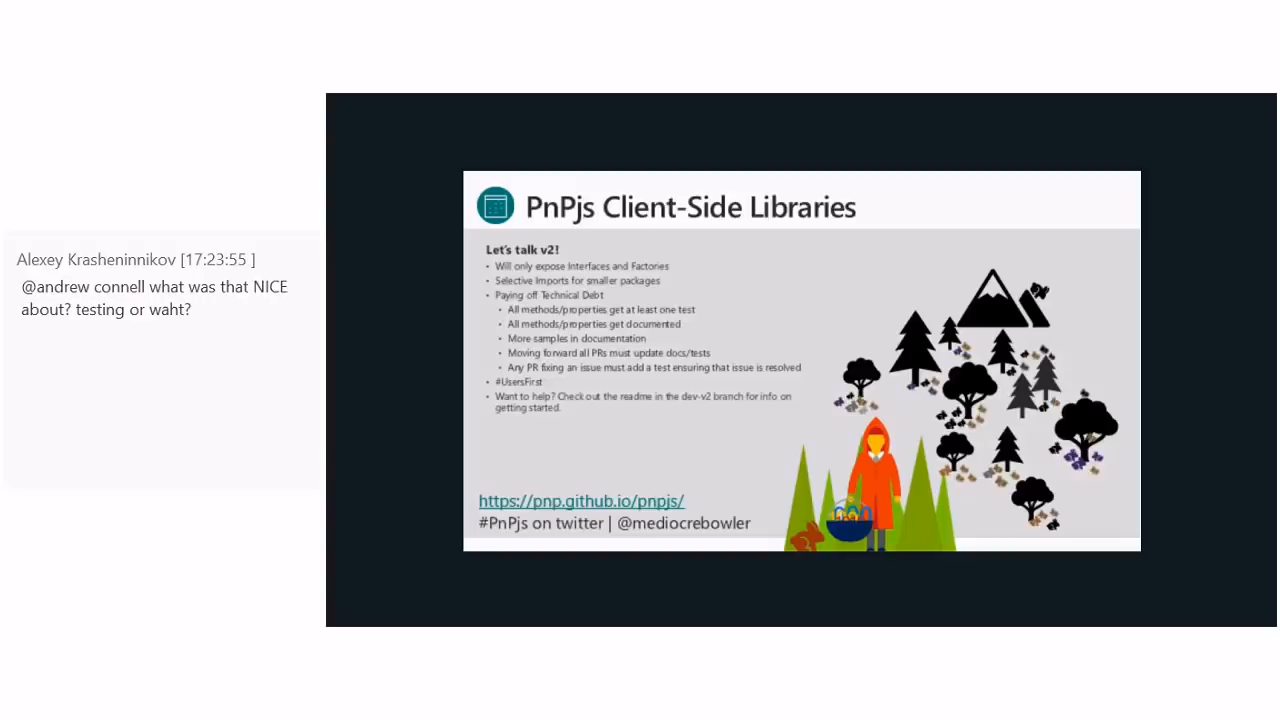 Alexey Krasheninnikov [17:23:55 ]
@andrew connell what was that NICE
about? testing or waht?
PnPjs Client-Side Libraries
Let's talk v2!
• Will only expose Interfaces and Factories
• Selective Imports for smaller packages
• Paying off Technical Debt
• All methods/properties get at least one test
• All methods/properties get documented
• More samples in documentation
• Moving forward all PRs must update docs/tests
• Any PR fixing an issue must add a test ensuring that issue is resolved
• #UsersFirst
• Want to help? Check out the readme in the dev-v2 branch for info on
getting started.
https://pnp.github.io/pnpjs/
#PnPjs on twitter | @mediocrebowler